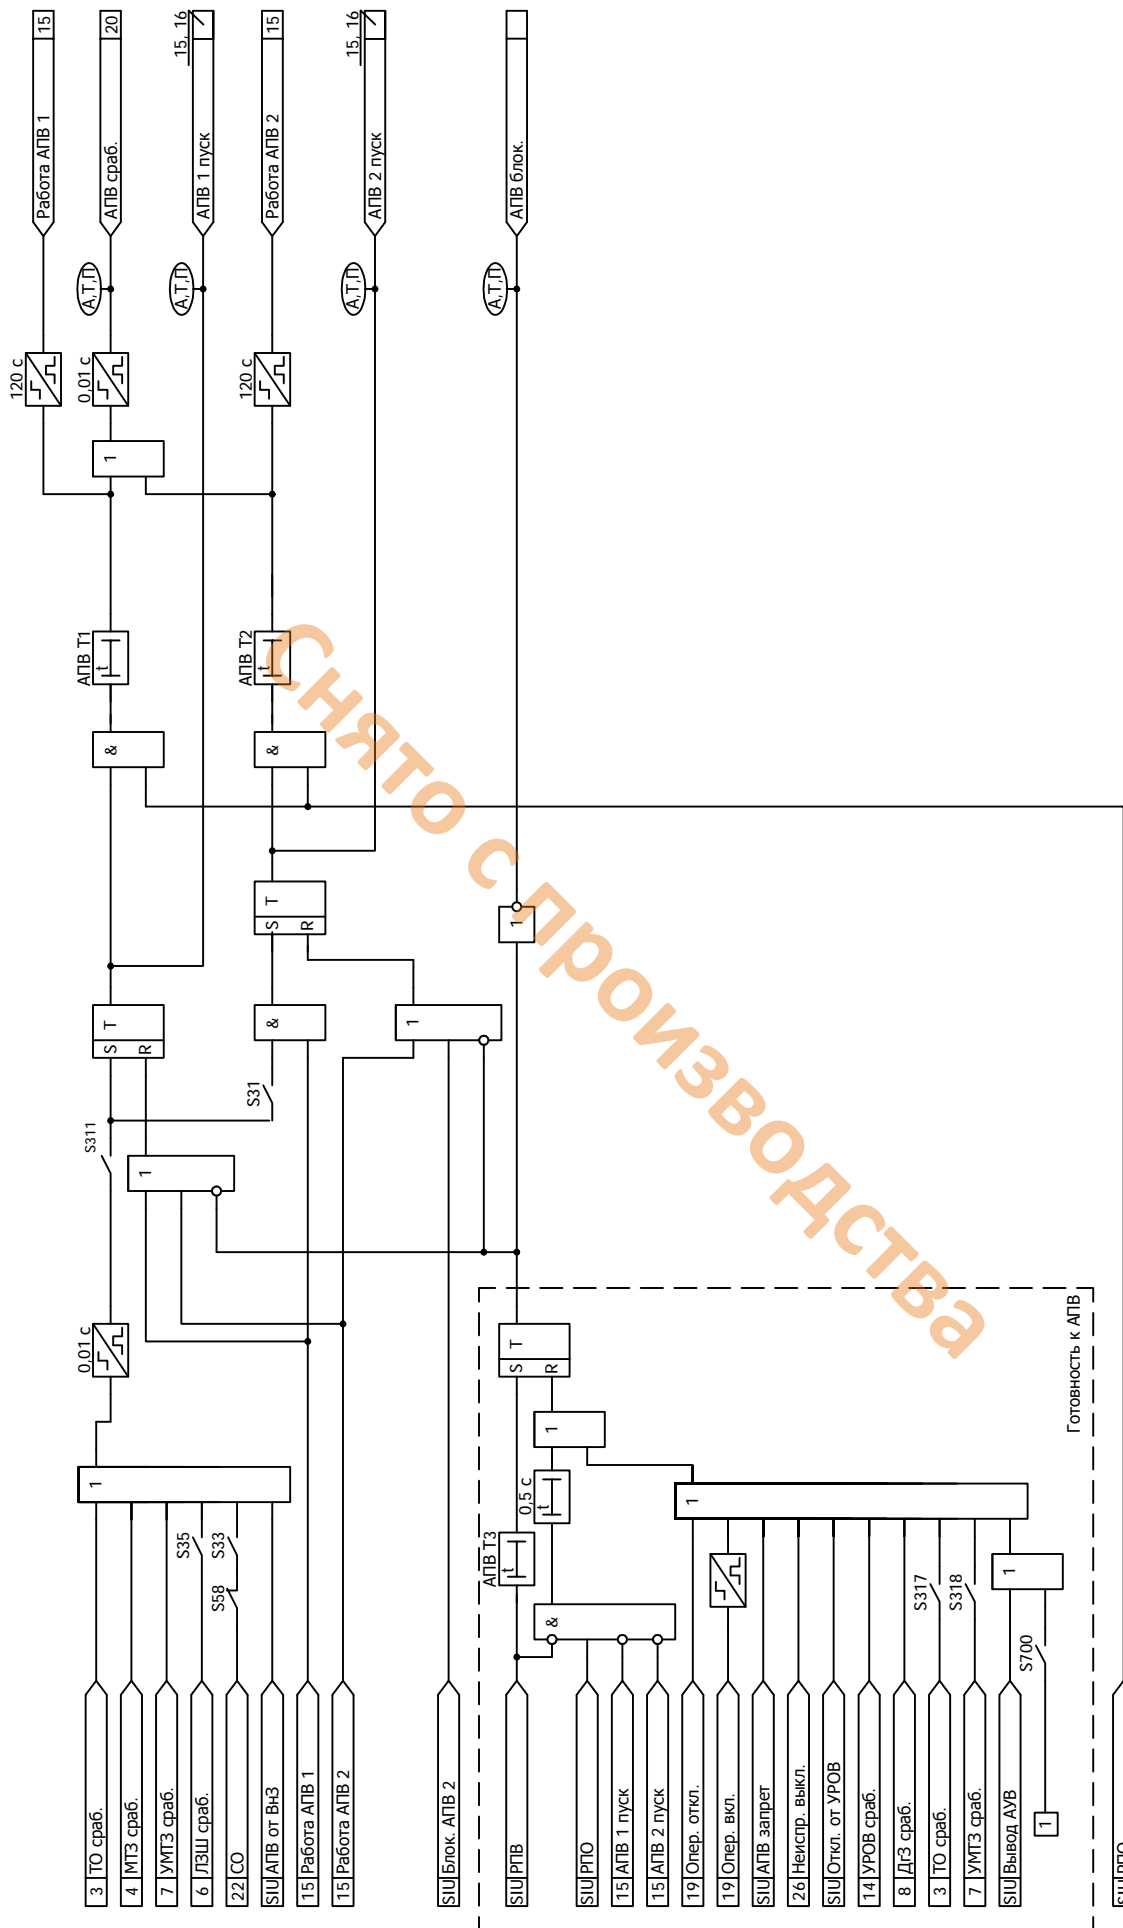 15
Работа АПВ 1
20
АПВ сраб.
15, 16
АПВ 1 пуск
15
Работа АПВ 2
15, 16
АПВ 2 пуск
АПВ блок.
А,Т,П
А,Т,П
А,Т,П
А,Т,П
120 с
0,01 с
120 с
1
АПВ Т1
t
АПВ Т2
t
&
&
S T
R
S T
R
&
1
1
S311
S31
1
0,01 с
1
S35
S33
S58
3 ТО сраб.
4 МТЗ сраб.
7 УМТЗ сраб.
6 ЛЗШ сраб.
22 СО
SIU АПВ от ВнЗ
15 Работа АПВ 1
15 Работа АПВ 2
SIU Блок. АПВ 2
Готовность к АПВ
S T
R
1
0,5 с
t
АПВ Т3
t
&
1
S317
S318
1
S700
1
SIU РПВ
SIU РПО
15 АПВ 1 пуск
15 АПВ 2 пуск
19 Опер. откл.
19 Опер. вкл.
SIU АПВ запрет
26 Неиспр. выкл.
SIU Откл. от УРОВ
14 УРОВ сраб.
8 ДгЗ сраб.
3 ТО сраб.
7 УМТЗ сраб.
SIU Вывод АУВ
SIU РПО
Снято с производства